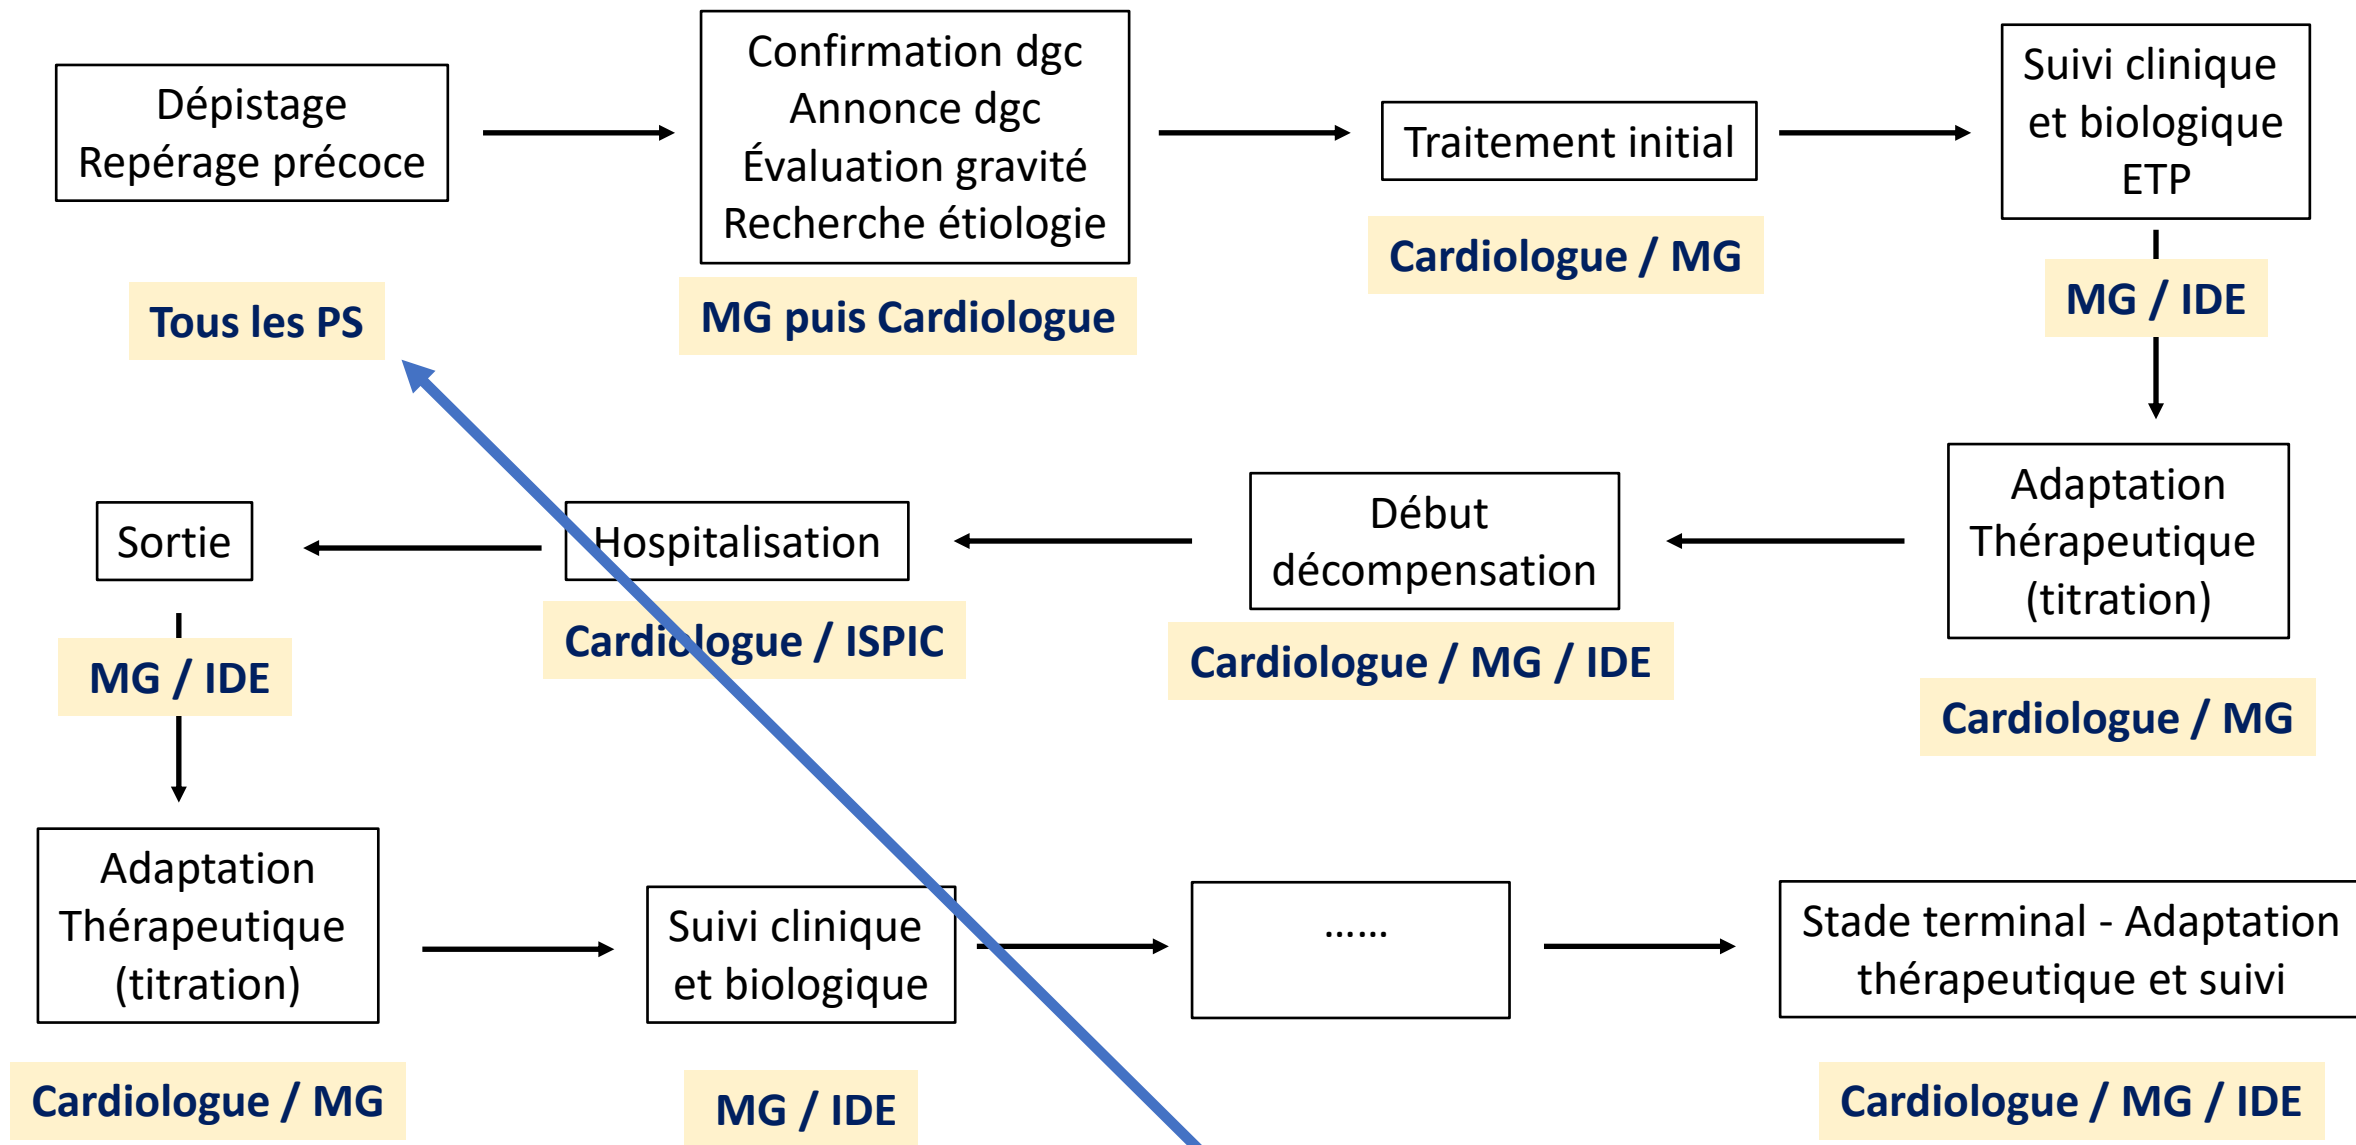 Dépistage
Repérage précoce
Tous les PS
Confirmation dgc
Annonce dgc
Évaluation gravité
Recherche étiologie
MG puis Cardiologue
Traitement initial
Cardiologue / MG
Suivi clinique
et biologique
ETP
MG / IDE
Adaptation
Thérapeutique
(titration)
Cardiologue / MG
Début
décompensation
Cardiologue / MG / IDE
Hospitalisation
Cardiologue / ISPIC
Sortie
MG / IDE
Adaptation
Thérapeutique
(titration)
Cardiologue / MG
Suivi clinique
et biologique
MG / IDE
……
Stade terminal - Adaptation
thérapeutique et suivi
Cardiologue / MG / IDE